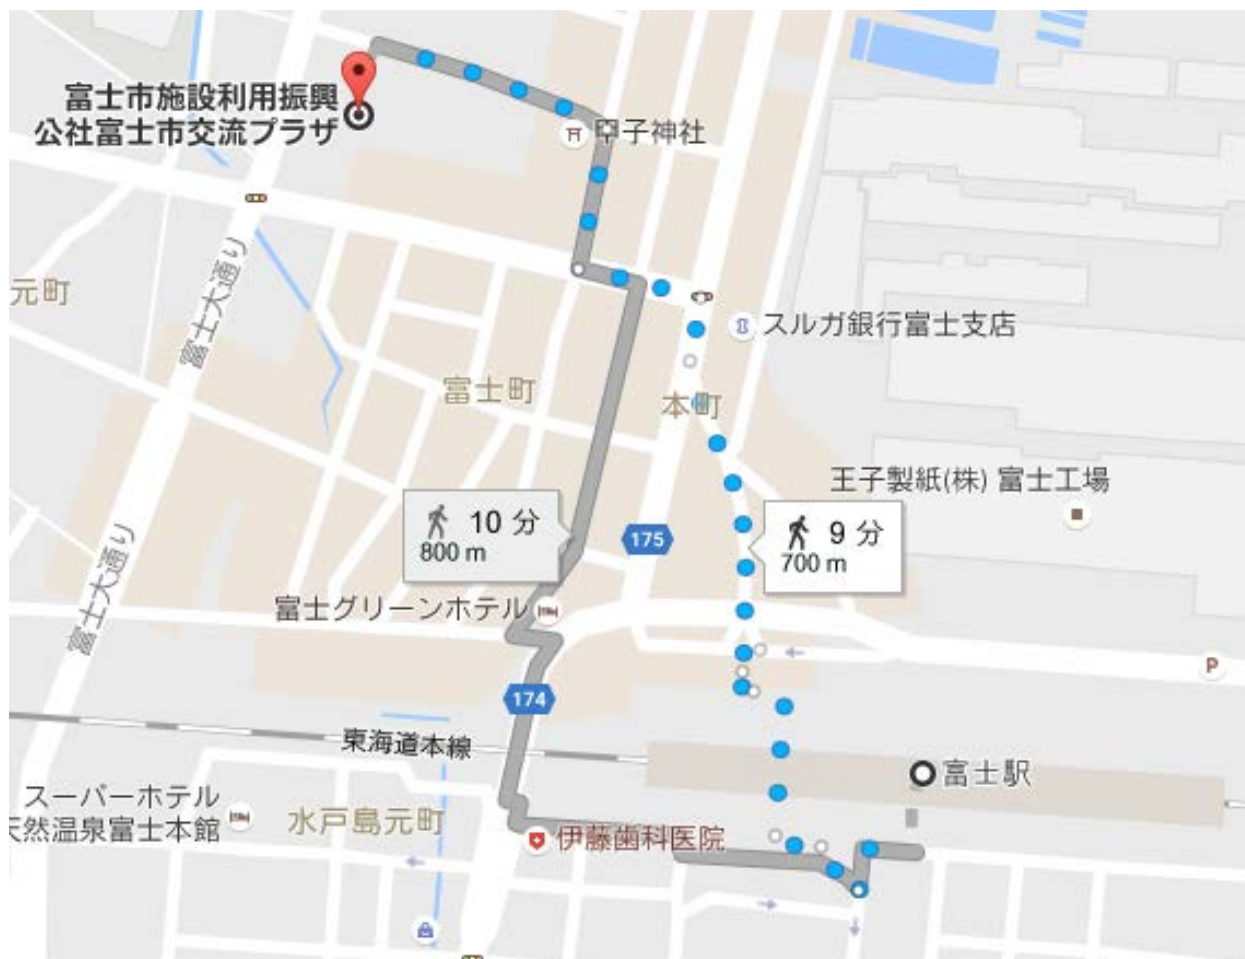 富士市施設利用振興
公社富士市交流プラザ
甲子神社
元町
富士大通り
スルガ銀行富士支店
富士町
本町
王子製紙(株) 富士工場
10 分
800 m
175
9 分
700 m
富士グリーンホテル
富士大通り
P
174
東海道本線
富士駅
スーパーホテル
天然温泉富士本館
水戸島元町
伊藤歯科医院